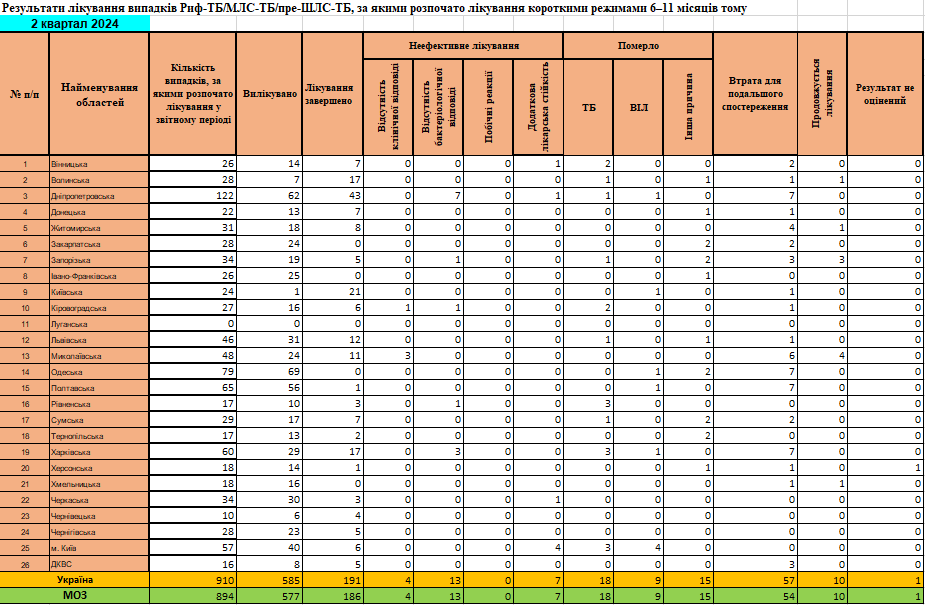 Результати лікування випадків Риф-ТБ/МЛС-ТБ/пре-ШЛС-ТБ, за якими розпочато лікування короткими режимами 6–11 місяців тому
2 квартал 2024
№ п/п Найменування областей Кількість випадків, за якими розпочато лікування у звітному періоді Вилікувано Лікування завершено Неефективне лікування Померло Втрата для подальшого спостереження Продовжується лікування Результат не оцінений
Відсутність клінічної відповіді Відсутність бактеріологічної відповіді Побічні реакції Додаткова лікарська стійкість ТБ ВІЛ Інша причина
1 Вінницька 26 14 7 0 0 0 1 2 0 0 2 0 0
2 Волинська 28 7 17 0 0 0 0 1 0 1 1 1 0
3 Дніпропетровська 122 62 43 0 7 0 1 1 1 0 7 0 0
4 Донецька 22 13 7 0 0 0 0 0 0 1 1 0 0
5 Житомирська 31 18 8 0 0 0 0 0 0 0 4 1 0
6 Закарпатська 28 24 0 0 0 0 0 0 0 2 2 0 0
7 Запорізька 34 19 5 0 1 0 0 1 0 2 3 3 0
8 Івано-Франківська 26 25 0 0 0 0 0 0 0 1 0 0 0
9 Київська 24 1 21 0 0 0 0 0 1 0 1 0 0
10 Кіровоградська 27 16 6 1 1 0 0 2 0 0 1 0 0
11 Луганська 0 0 0 0 0 0 0 0 0 0 0 0 0
12 Львівська 46 31 12 0 0 0 0 1 0 1 1 0 0
13 Миколаївська 48 24 11 3 0 0 0 0 0 0 6 4 0
14 Одеська 79 69 0 0 0 0 0 0 1 2 7 0 0
15 Полтавська 65 56 1 0 0 0 0 0 1 0 7 0 0
16 Рівненська 17 10 3 0 1 0 0 3 0 0 0 0 0
17 Сумська 29 17 7 0 0 0 0 1 0 2 2 0 0
18 Тернопільська 17 13 2 0 0 0 0 0 0 2 0 0 0
19 Харківська 60 29 17 0 3 0 0 3 1 0 7 0 0
20 Херсонська 18 14 1 0 0 0 0 0 0 1 1 0 1
21 Хмельницька 18 16 0 0 0 0 0 0 0 0 1 1 0
22 Черкаська 34 30 3 0 0 0 1 0 0 0 0 0 0
23 Чернівецька 10 6 4 0 0 0 0 0 0 0 0 0 0
24 Чернігівська 28 23 5 0 0 0 0 0 0 0 0 0 0
25 м. Київ 57 40 6 0 0 0 4 3 4 0 0 0 0
26 ДКВС 16 8 5 0 0 0 0 0 0 0 3 0 0
Україна 910 585 191 4 13 0 7 18 9 15 57 10 1
МОЗ 894 577 186 4 13 0 7 18 9 15 54 10 1